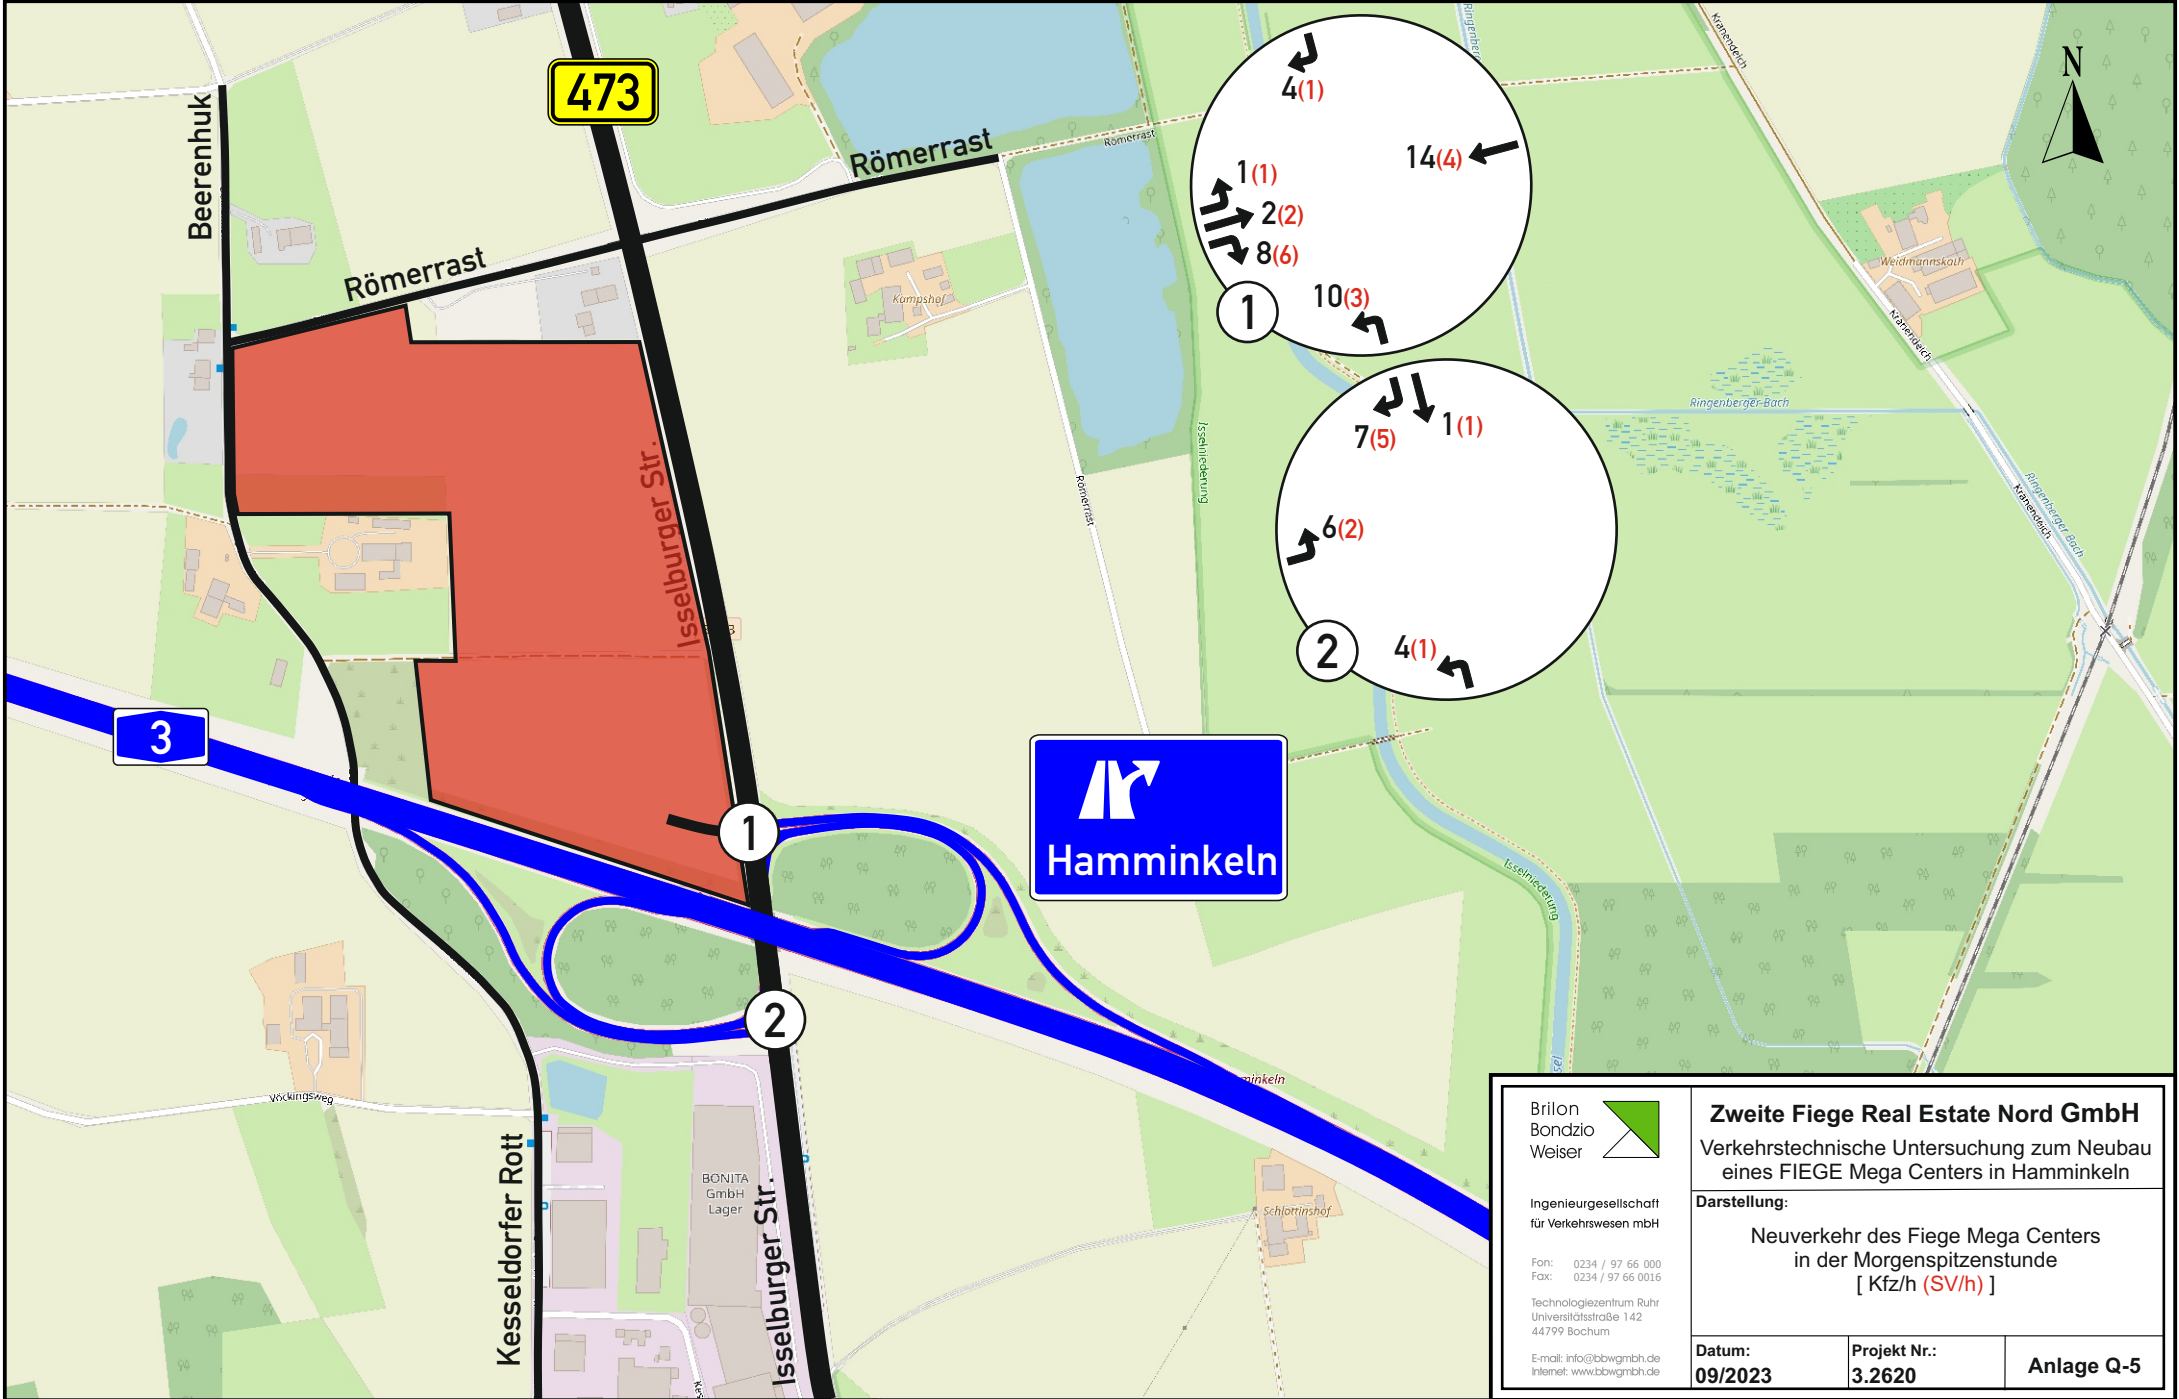 473
N
Beerenhuk
Römerrast
Römerrast
Römerrast
Römerrast
Kranendeich
Kranendeich
Kranendeich
Weidmannskath
Kampshof
Isselniederung
Ringenberger Bach
Ringenberger Bach
4(1)
14(4)
1(1)
2(2)
8(6)
10(3)
1
7(5)
1(1)
6(2)
4(1)
2
Isselburger Str.
3
1
Hamminkeln
2
Isselniederung
Vöckingsweg
Kesseldorfer Rott
BONITA
GmbH
Lager
Isselburger Str.
Schlottinshof
Brilon
Bondzio
Weiser
Ingenieurgesellschaft
für Verkehrswesen mbH
Fon: 0234 / 97 66 000
Fax: 0234 / 97 66 0016
Technologiezentrum Ruhr
Universitätsstraße 142
44799 Bochum
E-mail: info@bbwgmbh.de
Internet: www.bbwgmbh.de
Zweite Fiege Real Estate Nord GmbH
Verkehrstechnische Untersuchung zum Neubau
eines FIEGE Mega Centers in Hamminkeln
Darstellung:
Neuverkehr des Fiege Mega Centers
in der Morgenspitzenstunde
[ Kfz/h (SV/h) ]
Datum:
09/2023
Projekt Nr.:
3.2620
Anlage Q-5